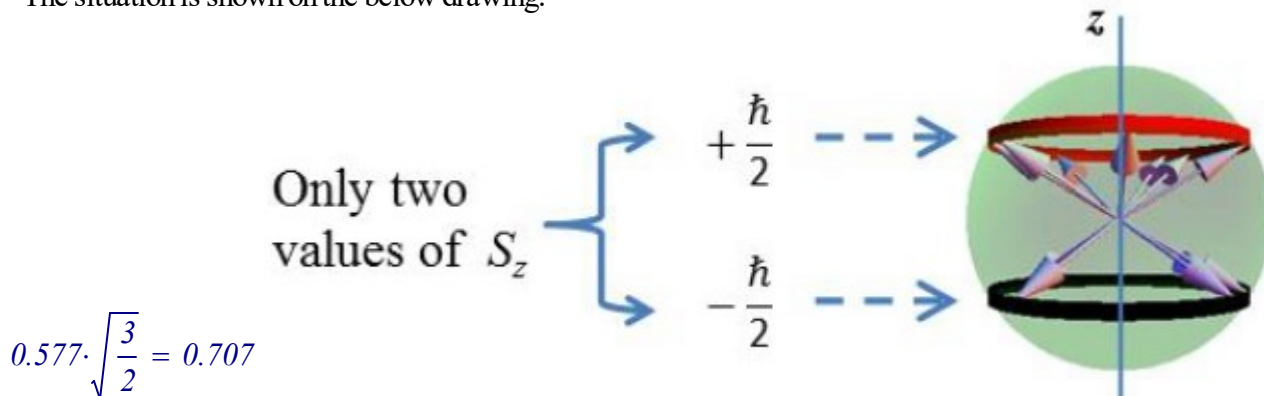 The situation is shown on the below drawing.
z
+ ħ/2
Only two
values of S_z
- ħ/2
0.577·√(3/2) = 0.707